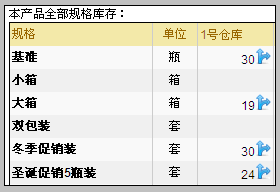 本产品全部规格库存：
规格 单位 1号仓库
基准 瓶 30
小箱 箱
大箱 箱 19
双包装 套
冬季促销装 套 30
圣诞促销5瓶装 套 24